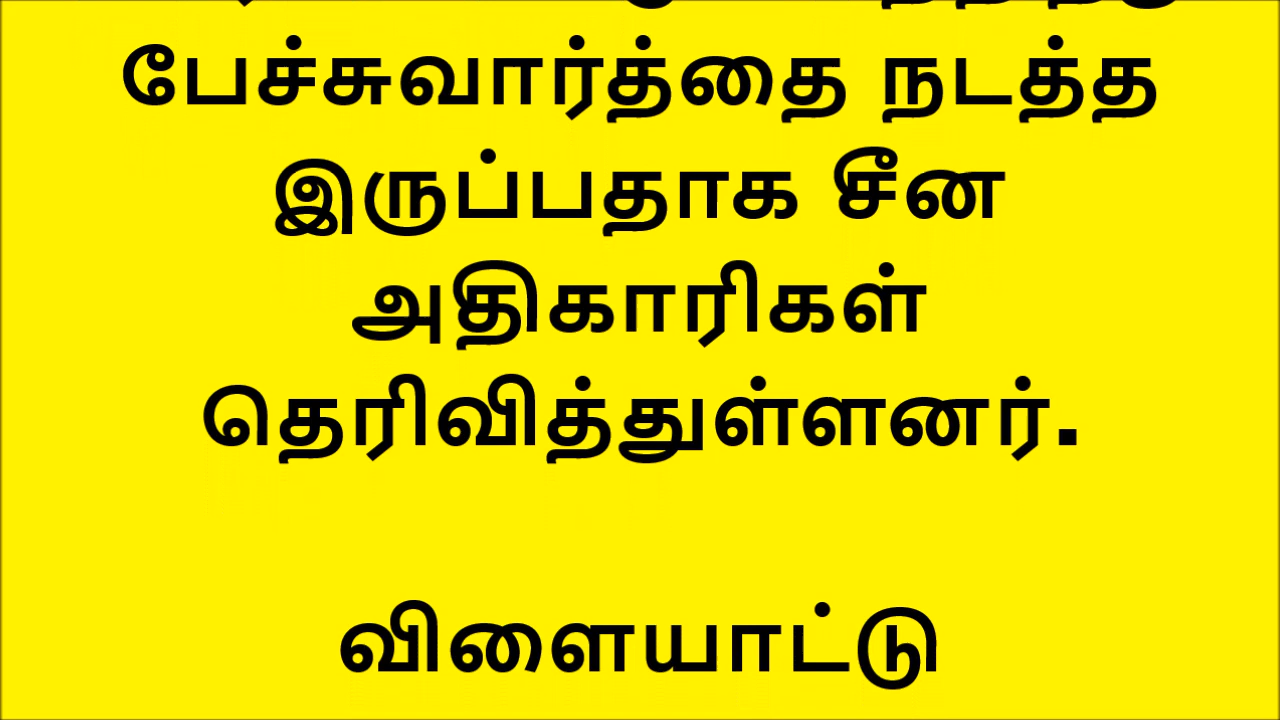 பேச்சுவார்த்தை நடத்த
இருப்பதாக சீன
அதிகாரிகள்
தெரிவித்துள்ளனர்.
விளையாட்டு